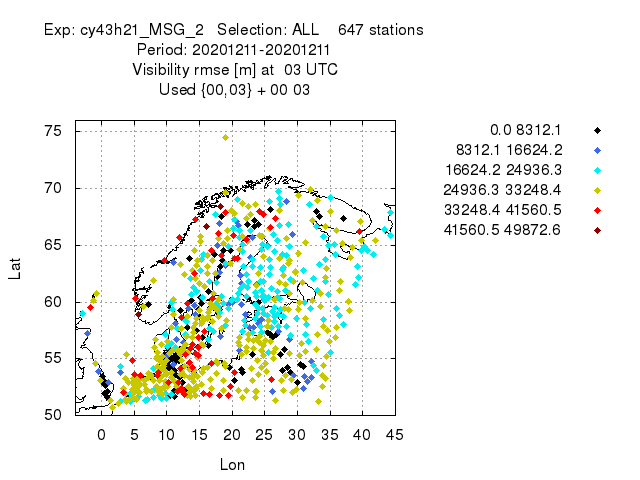 Exp: cy43h21_MSG_2 Selection: ALL 647 stations
Period: 20201211-20201211
Visibility rmse [m] at 03 UTC
Used {00,03} + 00 03
0.0 8312.1
8312.1 16624.2
16624.2 24936.3
24936.3 33248.4
33248.4 41560.5
41560.5 49872.6
75
70
65
60
55
50
Lat
0 5 10 15 20 25 30 35 40 45
Lon